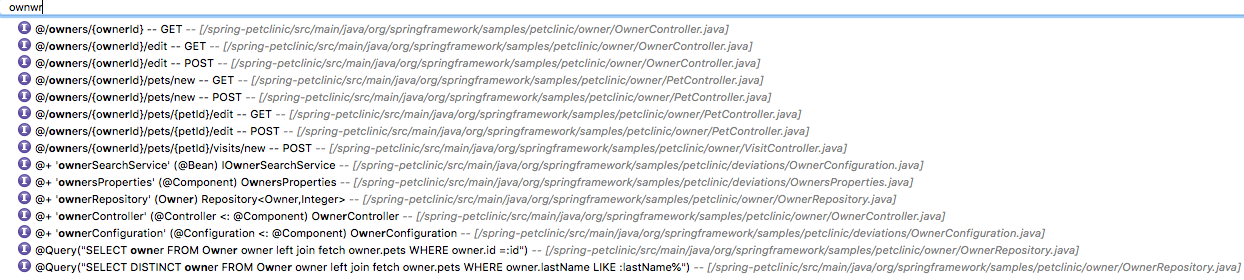 ownwr
@/owners/{ownerId} -- GET -- [/spring-petclinic/src/main/java/org/springframework/samples/petclinic/owner/OwnerController.java]
@/owners/{ownerId}/edit -- GET -- [/spring-petclinic/src/main/java/org/springframework/samples/petclinic/owner/OwnerController.java]
@/owners/{ownerId}/edit -- POST -- [/spring-petclinic/src/main/java/org/springframework/samples/petclinic/owner/OwnerController.java]
@/owners/{ownerId}/pets/new -- GET -- [/spring-petclinic/src/main/java/org/springframework/samples/petclinic/owner/PetController.java]
@/owners/{ownerId}/pets/new -- POST -- [/spring-petclinic/src/main/java/org/springframework/samples/petclinic/owner/PetController.java]
@/owners/{ownerId}/pets/{petId}/edit -- GET -- [/spring-petclinic/src/main/java/org/springframework/samples/petclinic/owner/PetController.java]
@/owners/{ownerId}/pets/{petId}/edit -- POST -- [/spring-petclinic/src/main/java/org/springframework/samples/petclinic/owner/PetController.java]
@/owners/{ownerId}/pets/{petId}/visits/new -- POST -- [/spring-petclinic/src/main/java/org/springframework/samples/petclinic/owner/VisitController.java]
@+ 'ownerSearchService' (@Bean) IOwnerSearchService -- [/spring-petclinic/src/main/java/org/springframework/samples/petclinic/deviations/OwnerConfiguration.java]
@+ 'ownersProperties' (@Component) OwnersProperties -- [/spring-petclinic/src/main/java/org/springframework/samples/petclinic/deviations/OwnersProperties.java]
@+ 'ownerRepository' (Owner) Repository<Owner,Integer> -- [/spring-petclinic/src/main/java/org/springframework/samples/petclinic/owner/OwnerRepository.java]
@+ 'ownerController' (@Controller <: @Component) OwnerController -- [/spring-petclinic/src/main/java/org/springframework/samples/petclinic/owner/OwnerController.java]
@+ 'ownerConfiguration' (@Configuration <: @Component) OwnerConfiguration -- [/spring-petclinic/src/main/java/org/springframework/samples/petclinic/deviations/OwnerConfiguration.java]
@Query("SELECT owner FROM Owner owner left join fetch owner.pets WHERE owner.id =:id") -- [/spring-petclinic/src/main/java/org/springframework/samples/petclinic/owner/OwnerRepository.java]
@Query("SELECT DISTINCT owner FROM Owner owner left join fetch owner.pets WHERE owner.lastName LIKE :lastName%") -- [/spring-petclinic/src/main/java/org/springframework/samples/petclinic/owner/OwnerRepository.java]